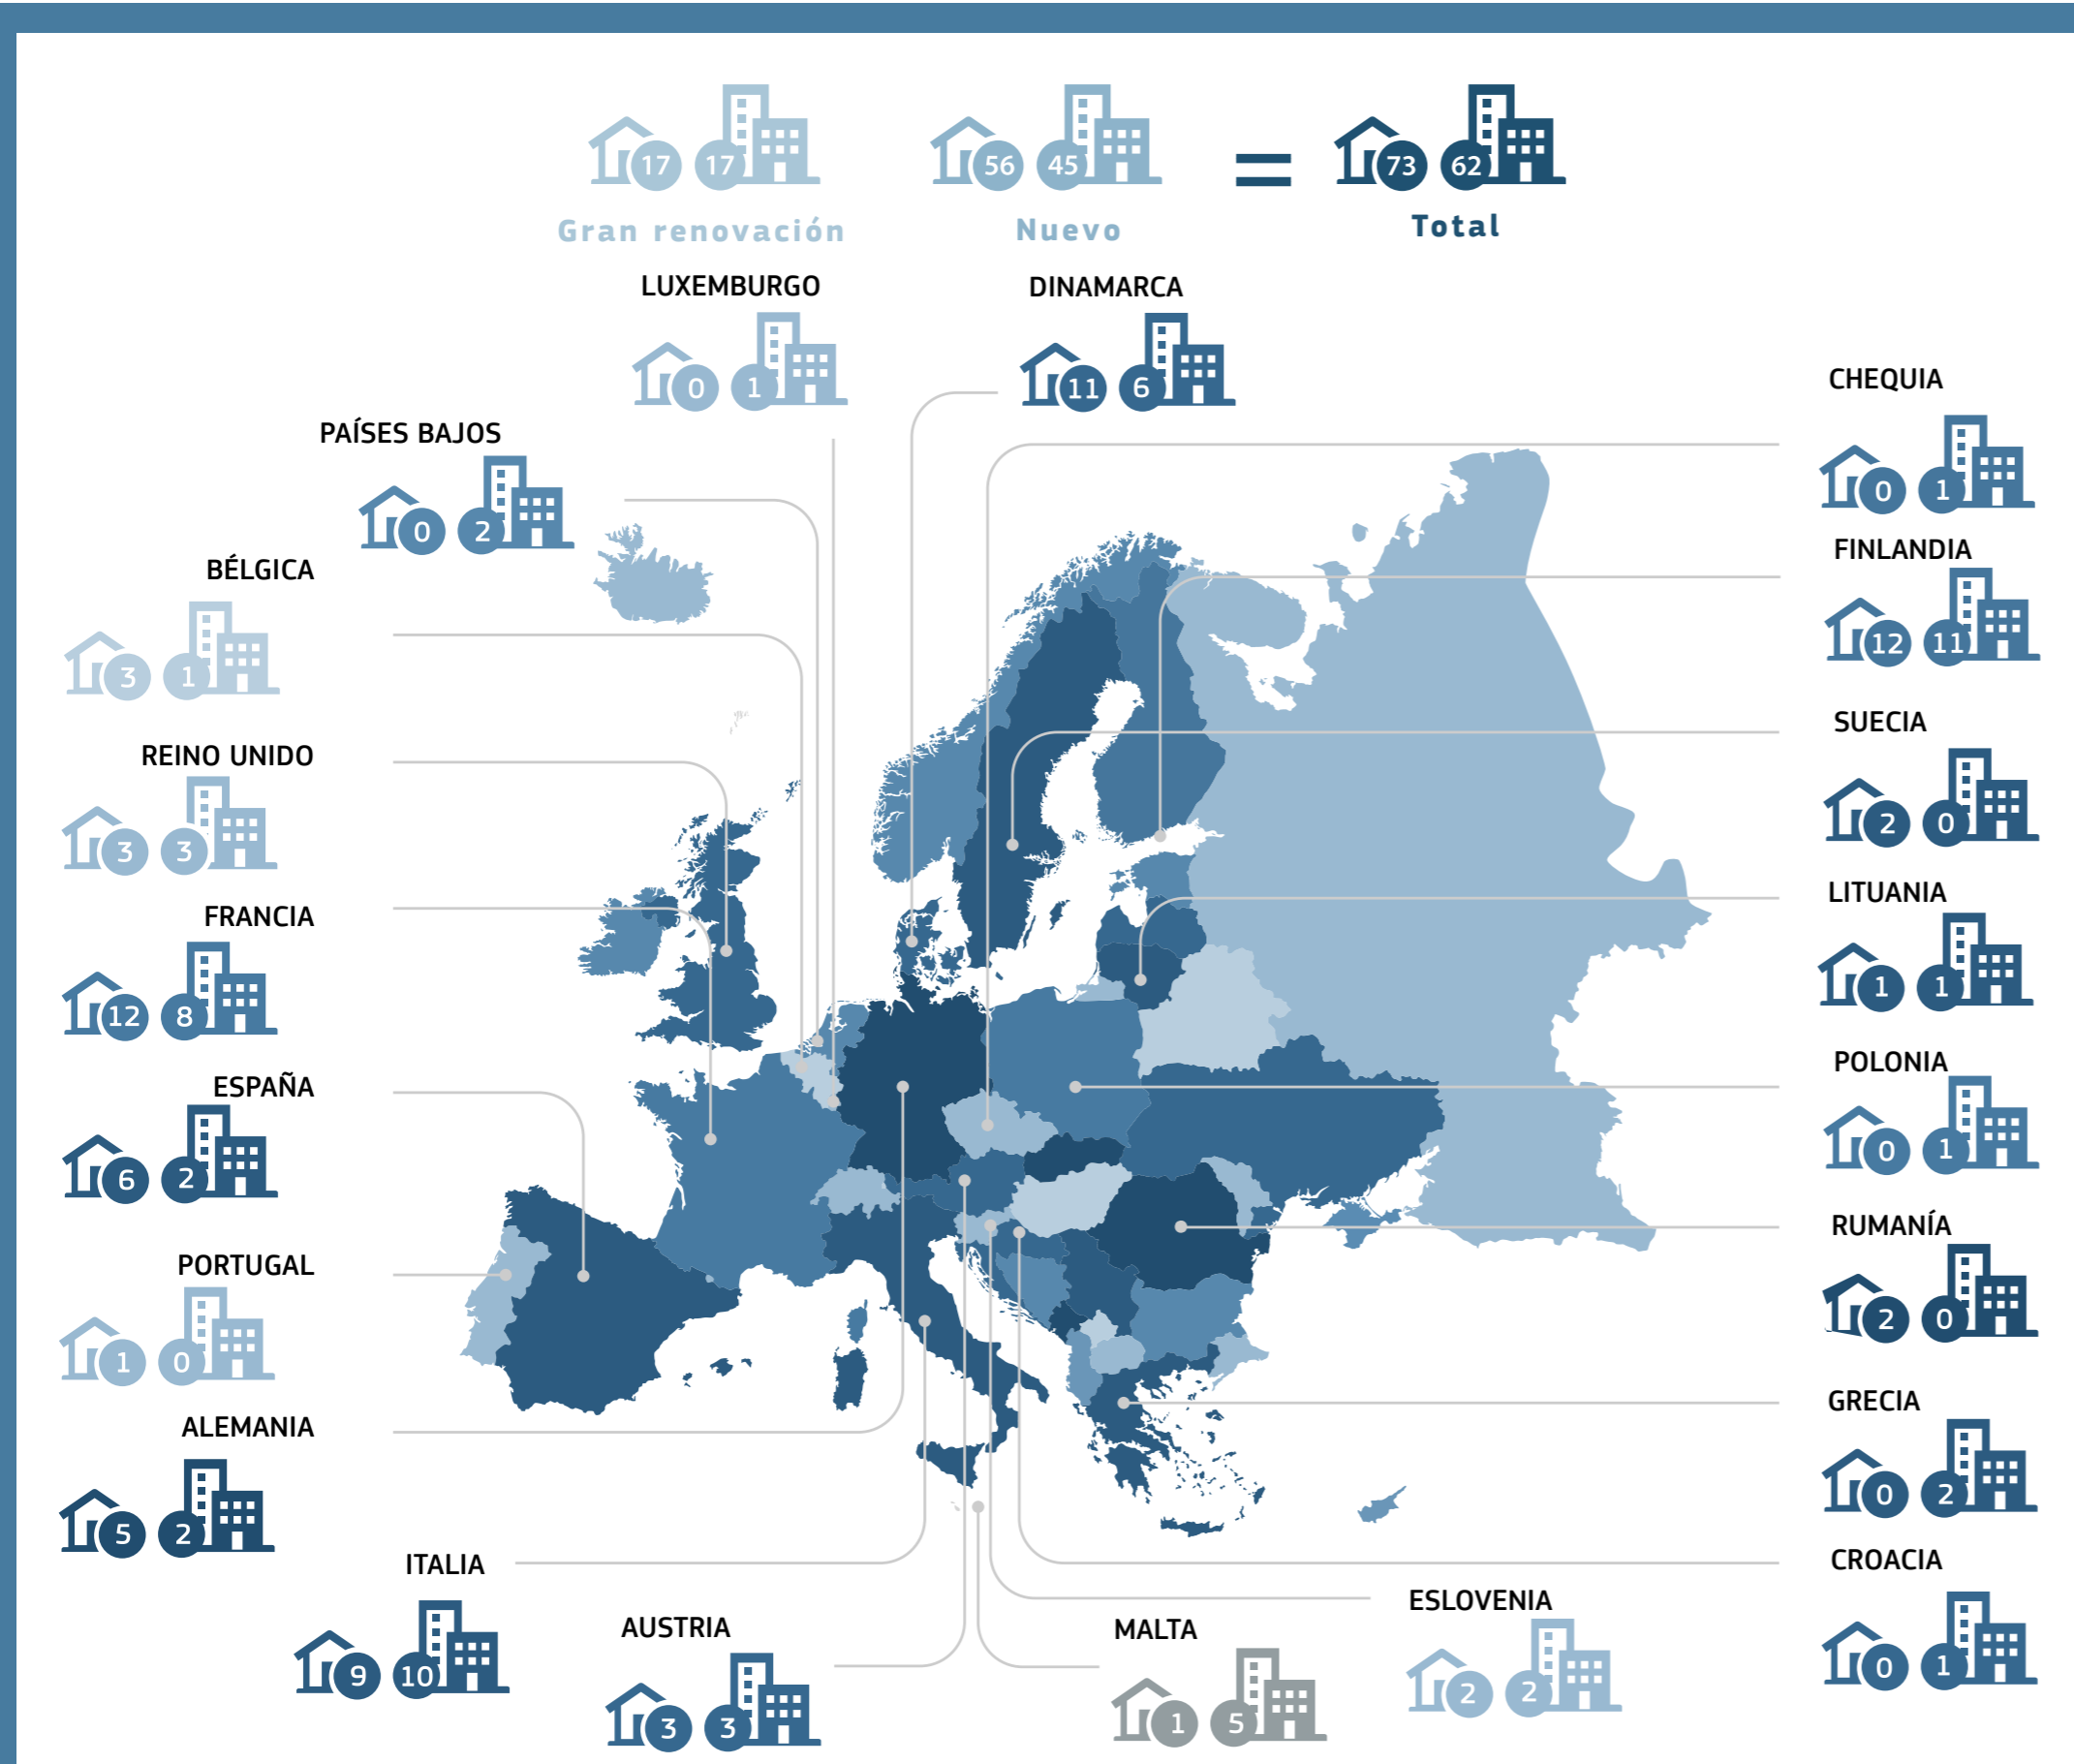 17 17 56 45 = 73 62
Gran renovación Nuevo Total
LUXEMBURGO
0 1
DINAMARCA
11 6
PAÍSES BAJOS
0 2
BÉLGICA
3 1
REINO UNIDO
3 3
FRANCIA
12 8
ESPAÑA
6 2
PORTUGAL
1 0
ALEMANIA
5 2
ITALIA
9 10
AUSTRIA
3 3
MALTA
1 5
ESLOVENIA
2 2
CHEQUIA
0 1
FINLANDIA
12 11
SUECIA
2 0
LITUANIA
1 1
POLONIA
0 1
RUMANÍA
2 0
GRECIA
0 2
CROACIA
0 1